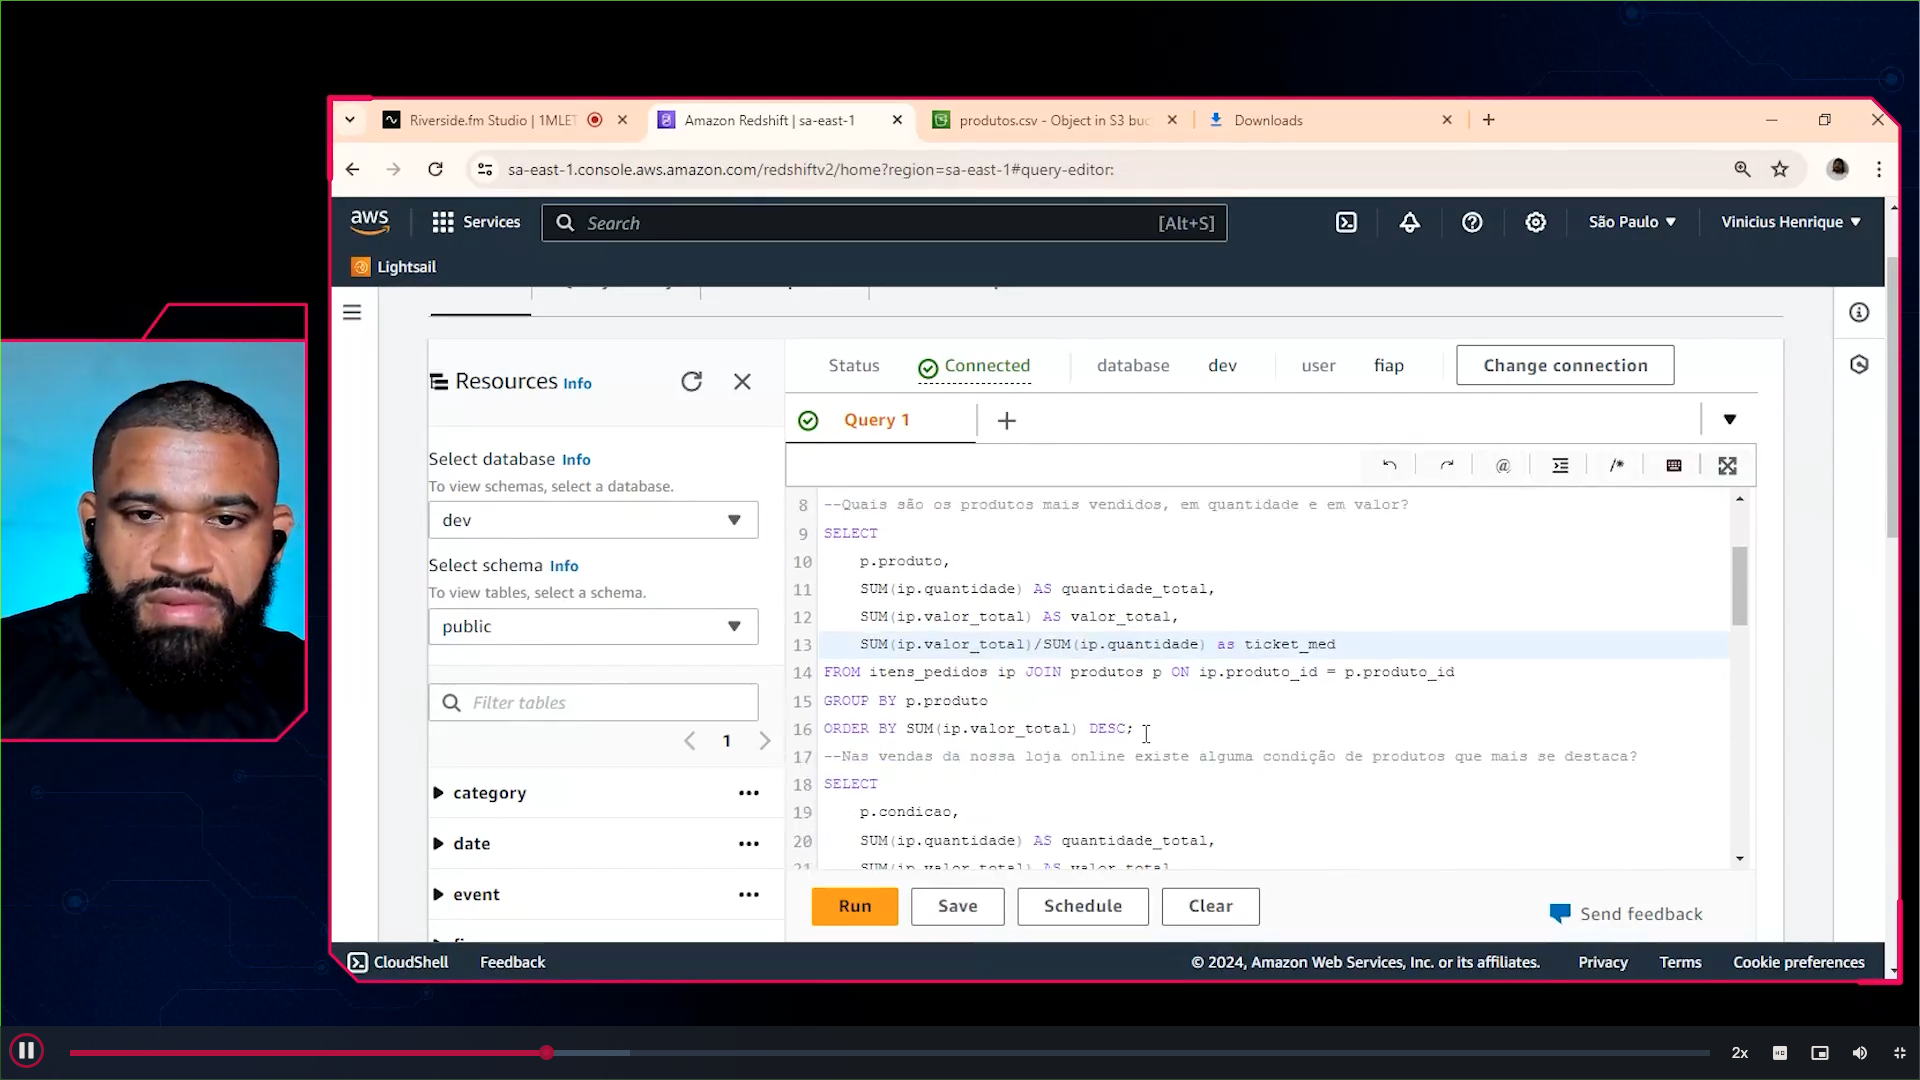 Riverside.fm Studio | 1MLET
Amazon Redshift | sa-east-1
produtos.csv - Object in S3 buc
Downloads
sa-east-1.console.aws.amazon.com/redshiftv2/home?region=sa-east-1#query-editor:
aws
Services
Search
[Alt+S]
São Paulo
Vinicius Henrique
Lightsail
Resources Info
Status
Connected
database
dev
user
fiap
Change connection
Query 1
Select database Info
To view schemas, select a database.
dev
Select schema Info
To view tables, select a schema.
public
Filter tables
1
category
date
event
8 --Quais são os produtos mais vendidos, em quantidade e em valor?
9 SELECT
10 p.produto,
11 SUM(ip.quantidade) AS quantidade_total,
12 SUM(ip.valor_total) AS valor_total,
13 SUM(ip.valor_total)/SUM(ip.quantidade) as ticket_med
14 FROM itens_pedidos ip JOIN produtos p ON ip.produto_id = p.produto_id
15 GROUP BY p.produto
16 ORDER BY SUM(ip.valor_total) DESC;
17 --Nas vendas da nossa loja online existe alguma condição de produtos que mais se destaca?
18 SELECT
19 p.condicao,
20 SUM(ip.quantidade) AS quantidade_total,
21 SUM(ip.valor_total) AS valor_total
Run
Save
Schedule
Clear
Send feedback
CloudShell
Feedback
© 2024, Amazon Web Services, Inc. or its affiliates.
Privacy
Terms
Cookie preferences
2x